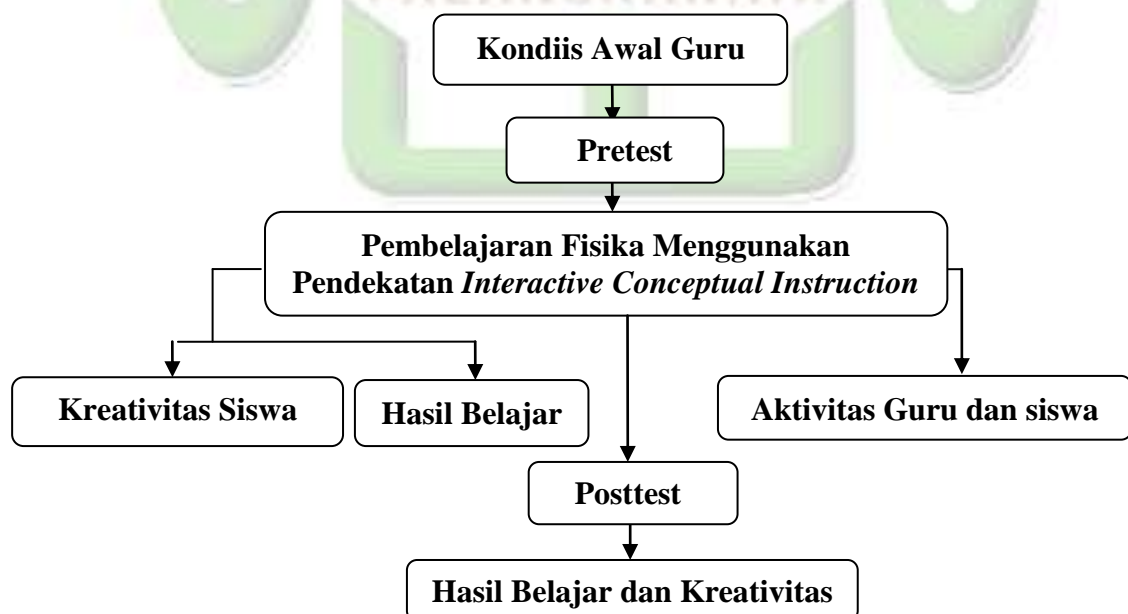 Kondiis Awal Guru
Pretest
Pembelajaran Fisika Menggunakan
Pendekatan Interactive Conceptual Instruction
Kreativitas Siswa
Hasil Belajar
Aktivitas Guru dan siswa
Posttest
Hasil Belajar dan Kreativitas